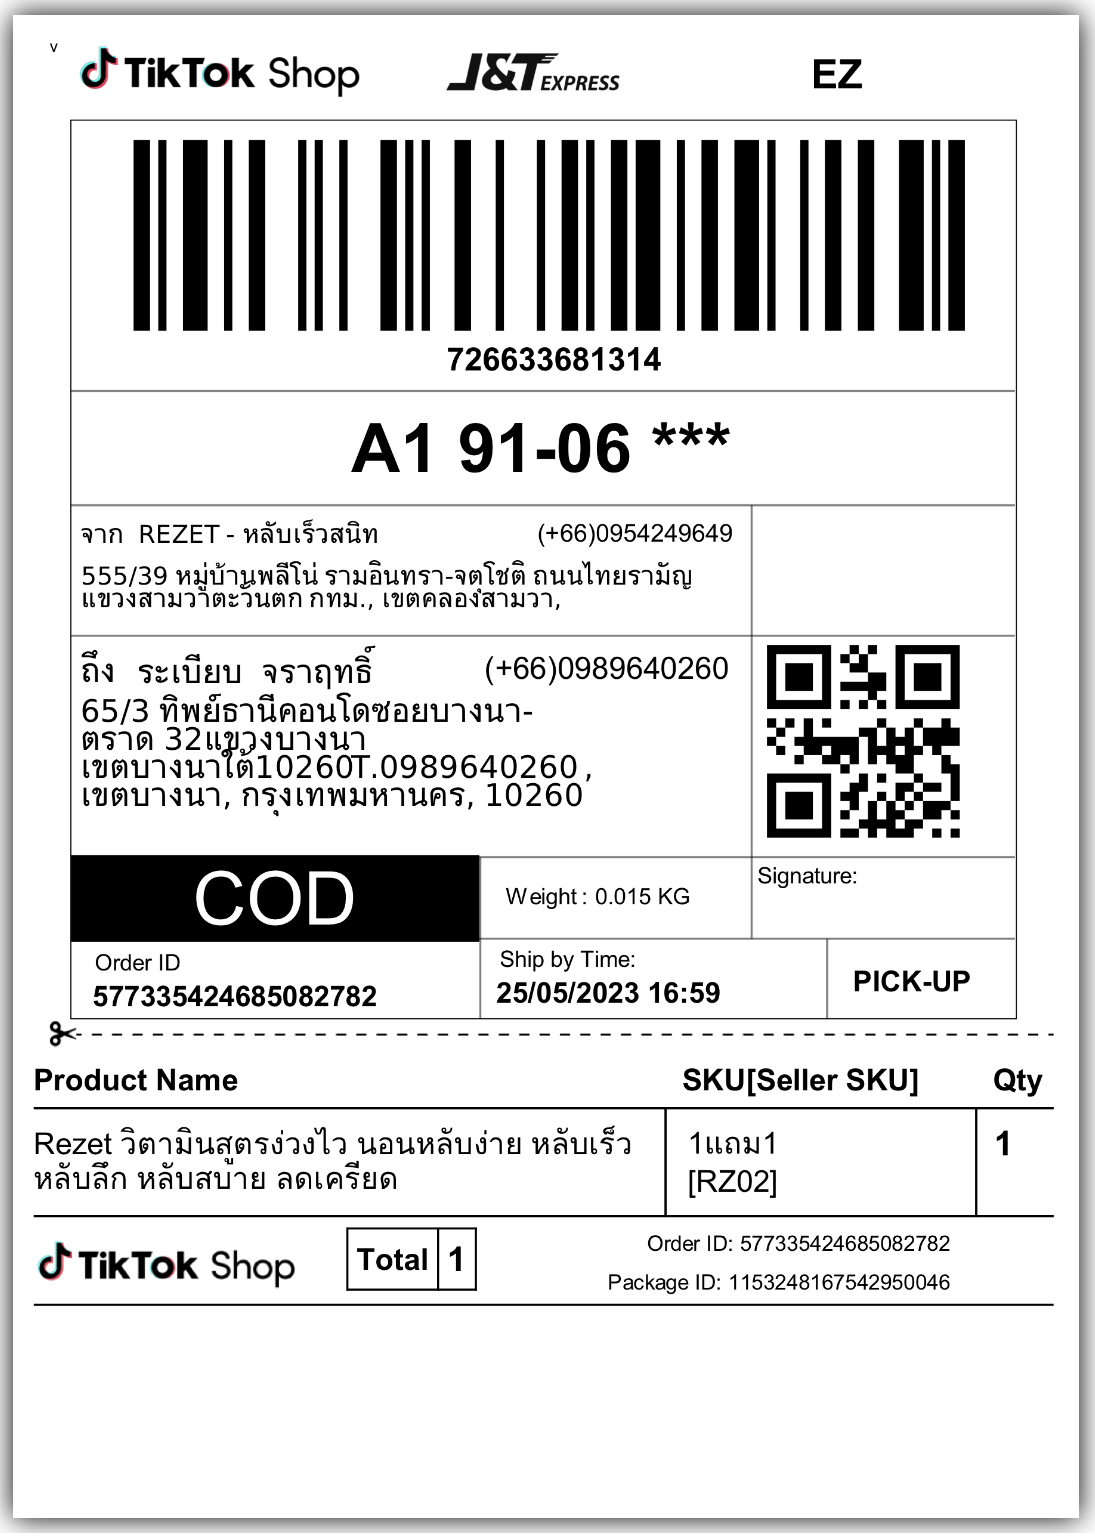 v
TikTok Shop
J&T EXPRESS
EZ
726633681314
A1 91-06 ***
จาก REZET - หลับเร็วสนิท (+66)0954249649
555/39 หมู่บ้านพลีโน่ รามอินทรา-จตุโชติ ถนนไทยรามัญ
แขวงสามวาตะวันตก กทม., เขตคลองสามวา,
ถึง ระเบียบ จราฤทธิ์ (+66)0989640260
65/3 ทิพย์ธานีคอนโดซอยบางนา-
ตราด 32แขวงบางนา
เขตบางนาใต้10260T.0989640260,
เขตบางนา, กรุงเทพมหานคร, 10260
COD
Weight : 0.015 KG
Signature:
Order ID
577335424685082782
Ship by Time:
25/05/2023 16:59
PICK-UP
Product Name SKU[Seller SKU] Qty
Rezet วิตามินสูตรง่วงไว นอนหลับง่าย หลับเร็ว
หลับลึก หลับสบาย ลดเครียด
1แถม1
[RZ02]
1
TikTok Shop
Total 1
Order ID: 577335424685082782
Package ID: 1153248167542950046